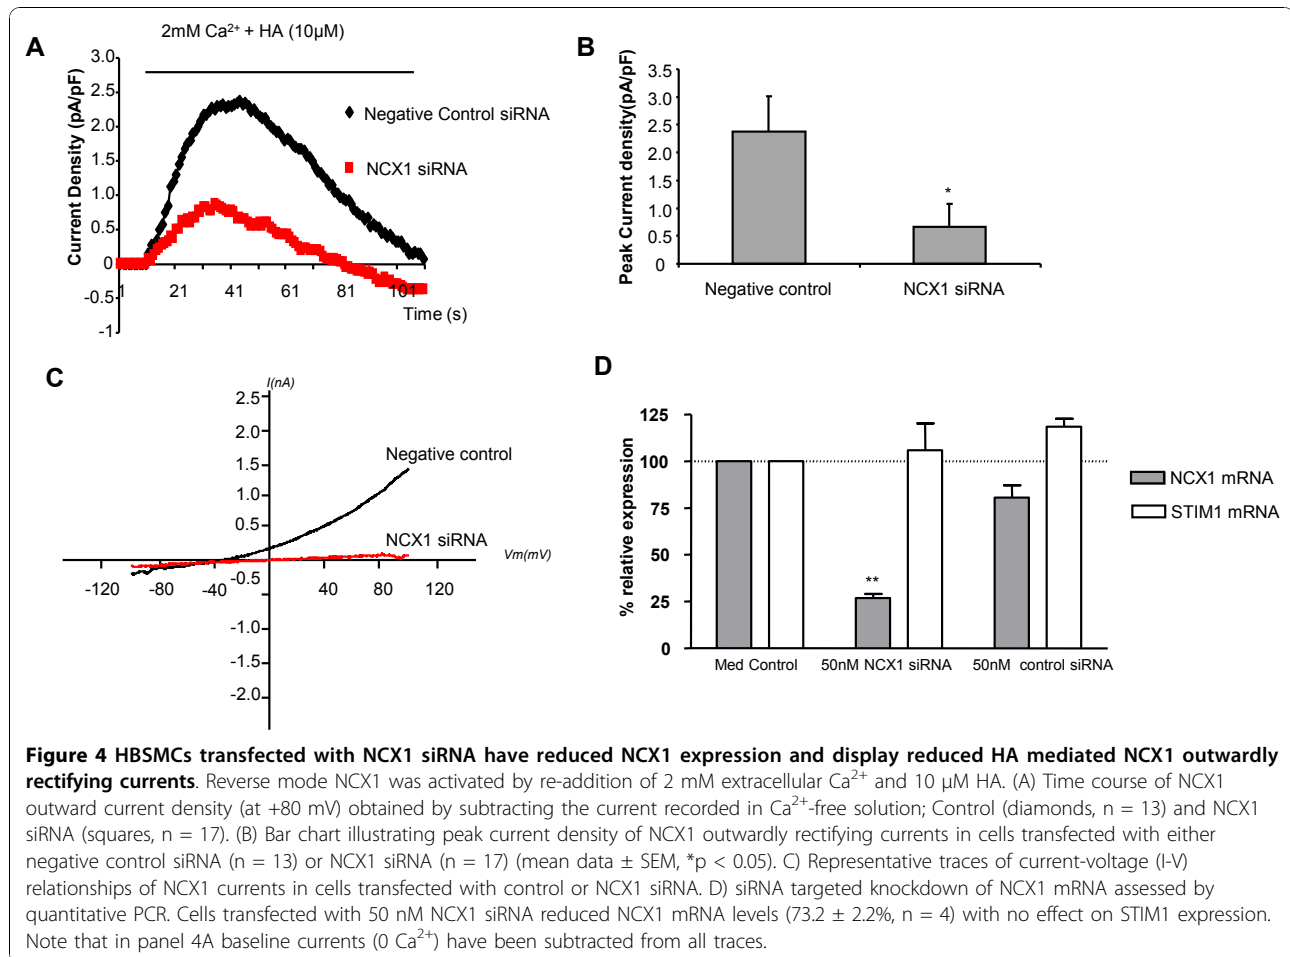 A
2mM Ca²⁺ + HA (10µM)
Current Density (pA/pF)
3.0
2.5
2.0
1.5
1.0
0.5
0
-0.5
-1
1
21
41
61
81
101
Time (s)
Negative Control siRNA
NCX1 siRNA
B
Peak Current density(pA/pF)
3.5
3.0
2.5
2.0
1.5
1.0
0.5
0
*
Negative control
NCX1 siRNA
C
I(nA)
2.5
2.0
1.5
1.0
0.5
-0.5
-1.0
-1.5
-2.0
Negative control
NCX1 siRNA
Vm(mV)
-120
-80
-40
40
80
120
D
% relative expression
125
100
75
50
25
0
**
Med Control
50nM NCX1 siRNA
50nM control siRNA
NCX1 mRNA
STIM1 mRNA
Figure 4 HBSMCs transfected with NCX1 siRNA have reduced NCX1 expression and display reduced HA mediated NCX1 outwardly
rectifying currents. Reverse mode NCX1 was activated by re-addition of 2 mM extracellular Ca²⁺ and 10 μM HA. (A) Time course of NCX1
outward current density (at +80 mV) obtained by subtracting the current recorded in Ca²⁺-free solution; Control (diamonds, n = 13) and NCX1
siRNA (squares, n = 17). (B) Bar chart illustrating peak current density of NCX1 outwardly rectifying currents in cells transfected with either
negative control siRNA (n = 13) or NCX1 siRNA (n = 17) (mean data ± SEM, *p < 0.05). C) Representative traces of current-voltage (I-V)
relationships of NCX1 currents in cells transfected with control or NCX1 siRNA. D) siRNA targeted knockdown of NCX1 mRNA assessed by
quantitative PCR. Cells transfected with 50 nM NCX1 siRNA reduced NCX1 mRNA levels (73.2 ± 2.2%, n = 4) with no effect on STIM1 expression.
Note that in panel 4A baseline currents (0 Ca²⁺) have been subtracted from all traces.